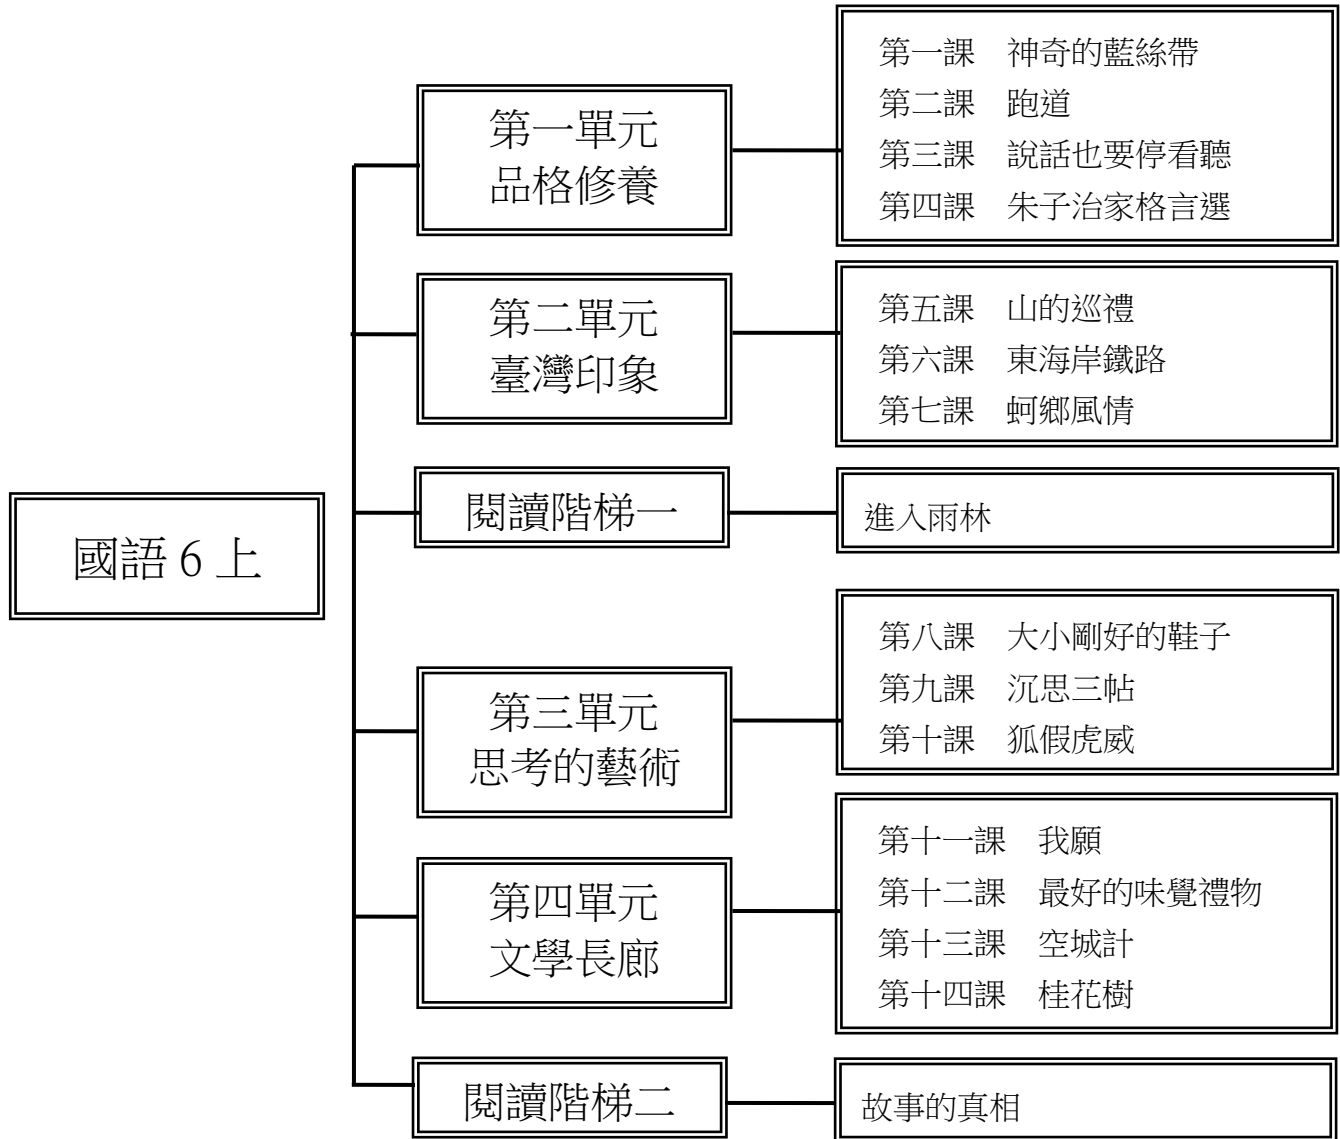 國語 6 上
第一單元
品格修養
第一課　神奇的藍絲帶
第二課　跑道
第三課　說話也要停看聽
第四課　朱子治家格言選
第二單元
臺灣印象
第五課　山的巡禮
第六課　東海岸鐵路
第七課　蚵鄉風情
閱讀階梯一
進入雨林
第三單元
思考的藝術
第八課　大小剛好的鞋子
第九課　沉思三帖
第十課　狐假虎威
第四單元
文學長廊
第十一課　我願
第十二課　最好的味覺禮物
第十三課　空城計
第十四課　桂花樹
閱讀階梯二
故事的真相